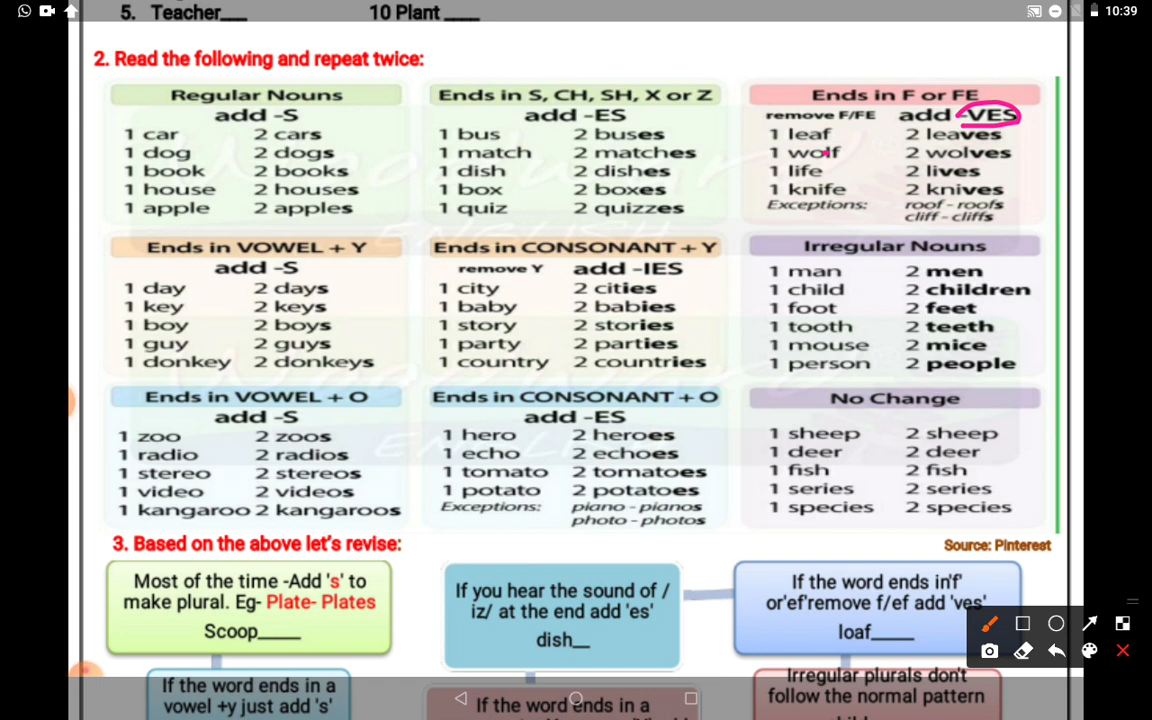 10:39
5. Teacher___ 10 Plant ____
2. Read the following and repeat twice:
Regular Nouns
add -S
1 car 2 cars
1 dog 2 dogs
1 book 2 books
1 house 2 houses
1 apple 2 apples
Ends in S, CH, SH, X or Z
add -ES
1 bus 2 buses
1 match 2 matches
1 dish 2 dishes
1 box 2 boxes
1 quiz 2 quizzes
Ends in F or FE
remove F/FE add -VES
1 leaf 2 leaves
1 wolf 2 wolves
1 life 2 lives
1 knife 2 knives
Exceptions: roof - roofs
cliff - cliffs
Ends in VOWEL + Y
add -S
1 day 2 days
1 key 2 keys
1 boy 2 boys
1 guy 2 guys
1 donkey 2 donkeys
Ends in CONSONANT + Y
remove Y add -IES
1 city 2 cities
1 baby 2 babies
1 story 2 stories
1 party 2 parties
1 country 2 countries
Irregular Nouns
1 man 2 men
1 child 2 children
1 foot 2 feet
1 tooth 2 teeth
1 mouse 2 mice
1 person 2 people
Ends in VOWEL + O
add -S
1 zoo 2 zoos
1 radio 2 radios
1 stereo 2 stereos
1 video 2 videos
1 kangaroo 2 kangaroos
Ends in CONSONANT + O
add -ES
1 hero 2 heroes
1 echo 2 echoes
1 tomato 2 tomatoes
1 potato 2 potatoes
Exceptions: piano - pianos
photo - photos
No Change
1 sheep 2 sheep
1 deer 2 deer
1 fish 2 fish
1 series 2 series
1 species 2 species
3. Based on the above let's revise:
Source: Pinterest
Most of the time -Add 's' to
make plural. Eg- Plate- Plates
Scoop____
If you hear the sound of /
iz/ at the end add 'es'
dish__
If the word ends in'f'
or'ef'remove f/ef add 'ves'
loaf____
If the word ends in a
vowel +y just add 's'
If the word ends in a
Irregular plurals don't
follow the normal pattern